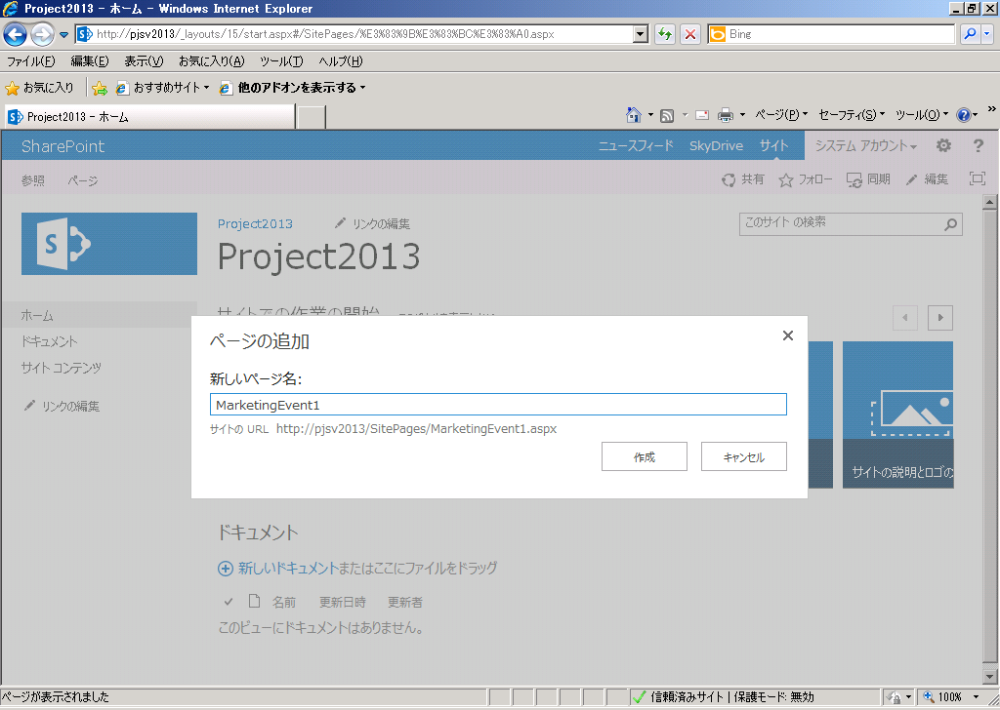 Project2013 - ホーム - Windows Internet Explorer
http://pjsv2013/_layouts/15/start.aspx#/SitePages/%E3%83%9B%E3%83%BC%E3%83%A0.aspx
Bing
ファイル(F) 編集(E) 表示(V) お気に入り(A) ツール(T) ヘルプ(H)
お気に入り おすすめサイト 他のアドオンを表示する
Project2013 - ホーム
ページ(P) セーフティ(S) ツール(O)
SharePoint
ニュースフィード SkyDrive サイト システム アカウント ?
参照 ページ
共有 フォロー 同期 編集
S
Project2013 リンクの編集
このサイト の検索
Project2013
ホーム
ドキュメント
サイト コンテンツ
リンクの編集
サイトでの作業の開始
ページの追加
新しいページ名:
MarketingEvent1
サイトの URL http://pjsv2013/SitePages/MarketingEvent1.aspx
作成 キャンセル
サイトの説明とロゴの
ドキュメント
新しいドキュメントまたはここにファイルをドラッグ
名前 更新日時 更新者
このビューにドキュメントはありません。
ページが表示されました
信頼済みサイト | 保護モード: 無効
100%